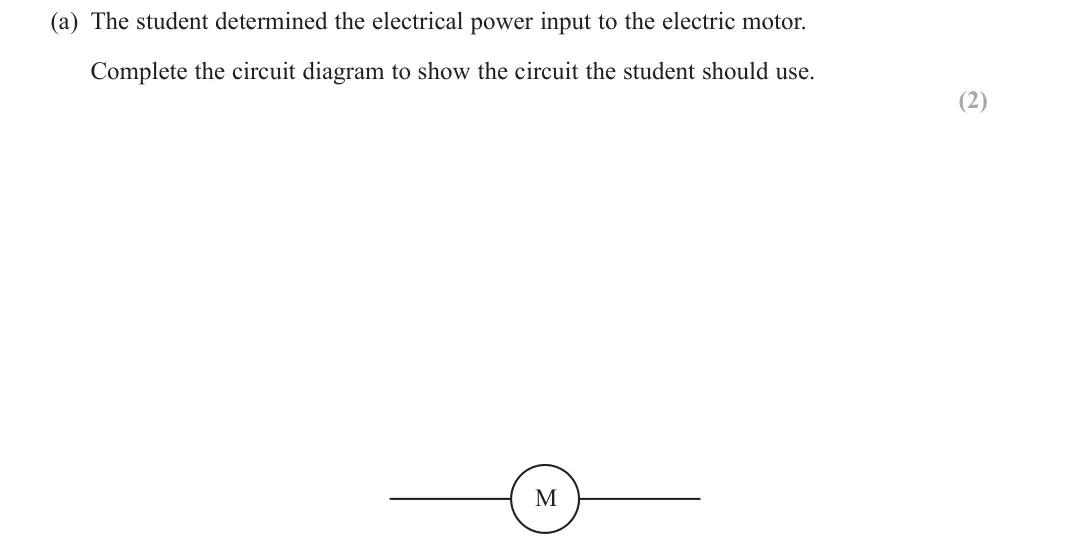 (a) The student determined the electrical power input to the electric motor.
Complete the circuit diagram to show the circuit the student should use.
(2)
M